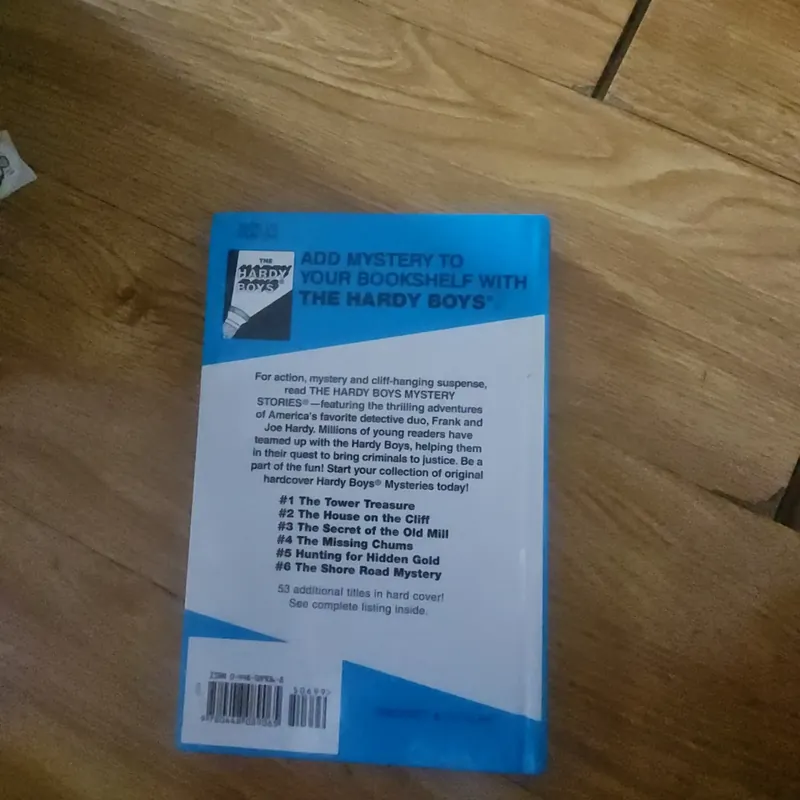 THE
HARDY
BOYS®
ADD MYSTERY TO
YOUR BOOKSHELF WITH
THE HARDY BOYS®
For action, mystery and cliff-hanging suspense,
read THE HARDY BOYS MYSTERY
STORIES®—featuring the thrilling adventures
of America's favorite detective duo, Frank and
Joe Hardy. Millions of young readers have
teamed up with the Hardy Boys, helping them
in their quest to bring criminals to justice. Be a
part of the fun! Start your collection of original
hardcover Hardy Boys® Mysteries today!
#1 The Tower Treasure
#2 The House on the Cliff
#3 The Secret of the Old Mill
#4 The Missing Chums
#5 Hunting for Hidden Gold
#6 The Shore Road Mystery
53 additional titles in hard cover!
See complete listing inside.
ISBN